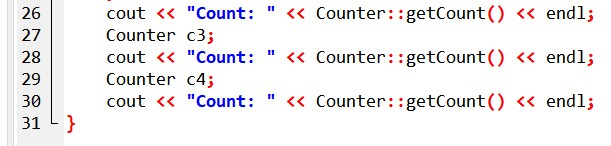 26 cout << "Count: " << Counter::getCount() << endl;
27 Counter c3;
28 cout << "Count: " << Counter::getCount() << endl;
29 Counter c4;
30 cout << "Count: " << Counter::getCount() << endl;
31 }